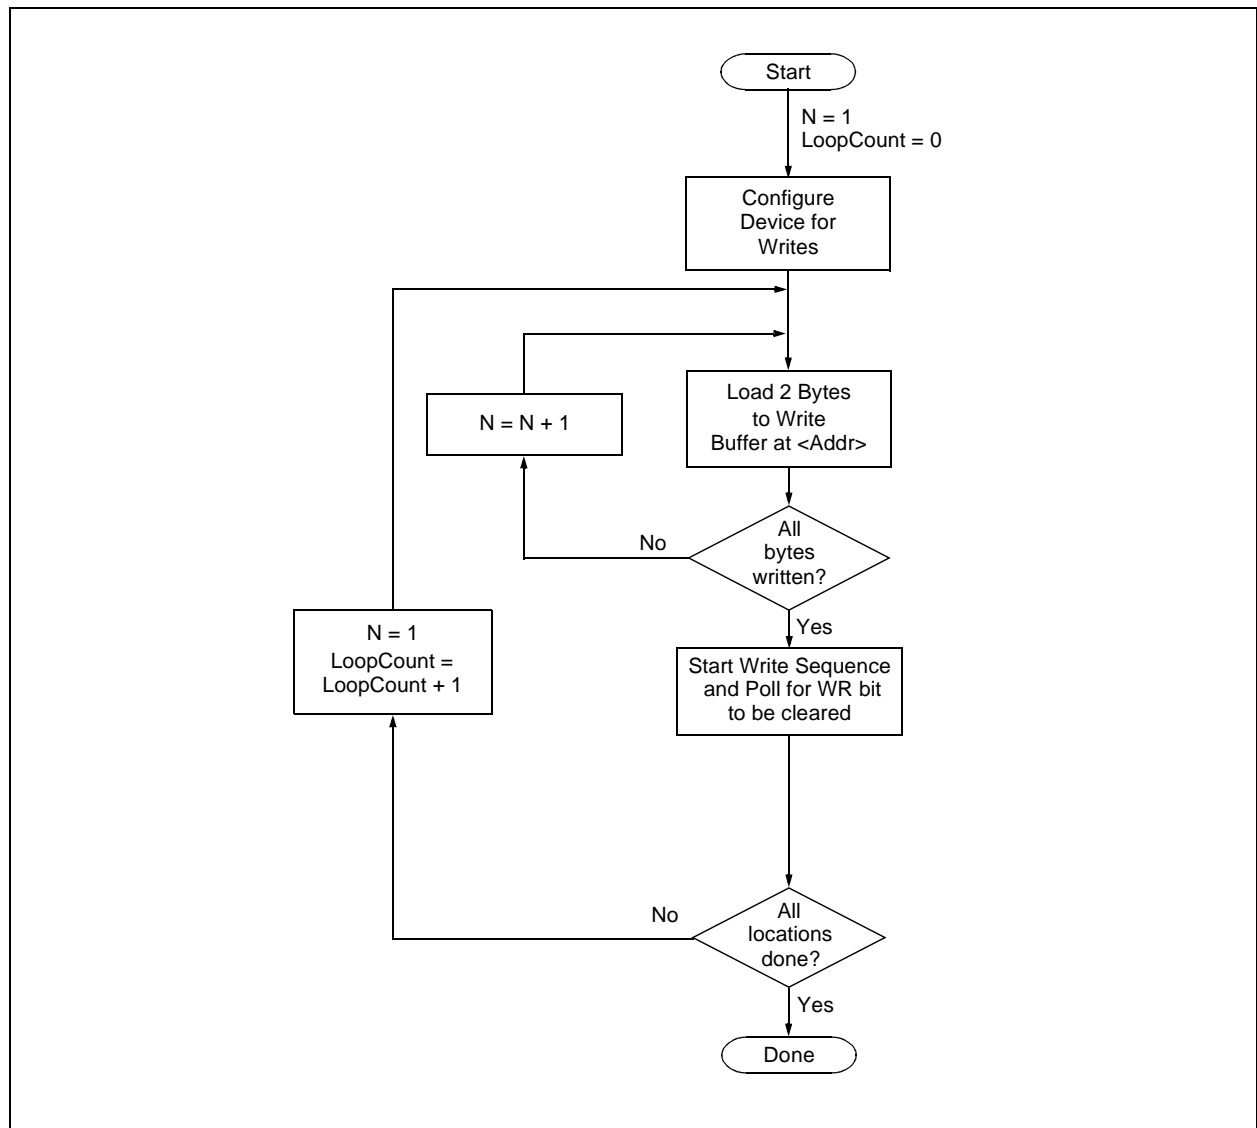 Start
N = 1
LoopCount = 0
Configure
Device for
Writes
Load 2 Bytes
to Write
Buffer at <Addr>
N = N + 1
All
bytes
written?
No
Yes
N = 1
LoopCount =
LoopCount + 1
Start Write Sequence
and Poll for WR bit
to be cleared
No
All
locations
done?
Yes
Done